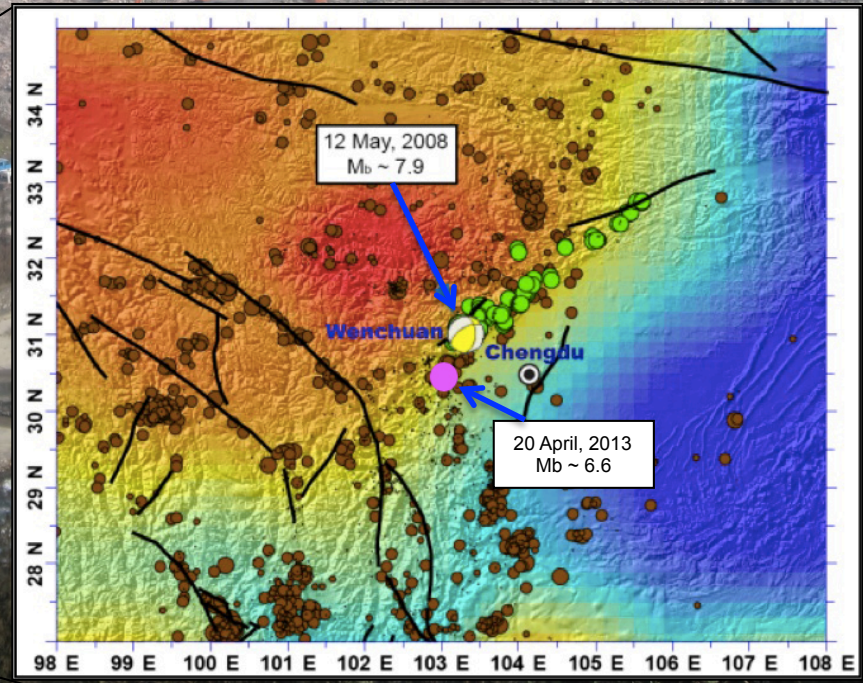 34 N
33 N
32 N
31 N
30 N
29 N
28 N
12 May, 2008
Mb ~ 7.9
Wenchuan
Chengdu
20 April, 2013
Mb ~ 6.6
98 E
99 E
100 E
101 E
102 E
103 E
104 E
105 E
106 E
107 E
108 E